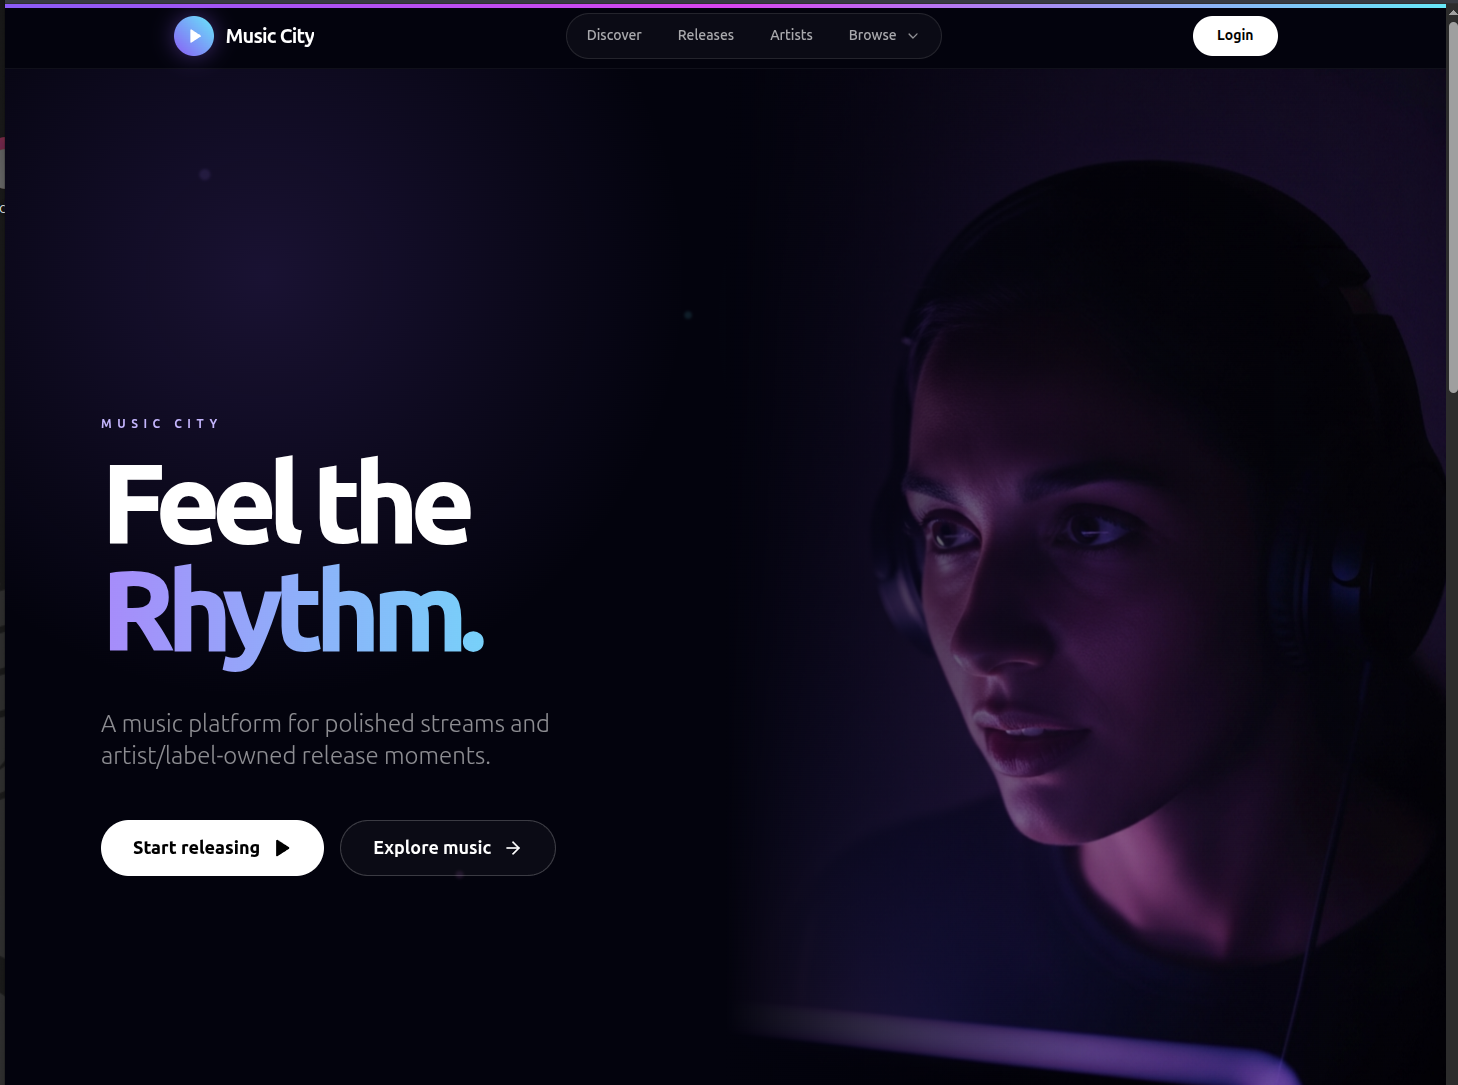 Music City
Discover
Releases
Artists
Browse
Login
MUSIC CITY
Feel the
Rhythm.
A music platform for polished streams and
artist/label-owned release moments.
Start releasing
Explore music